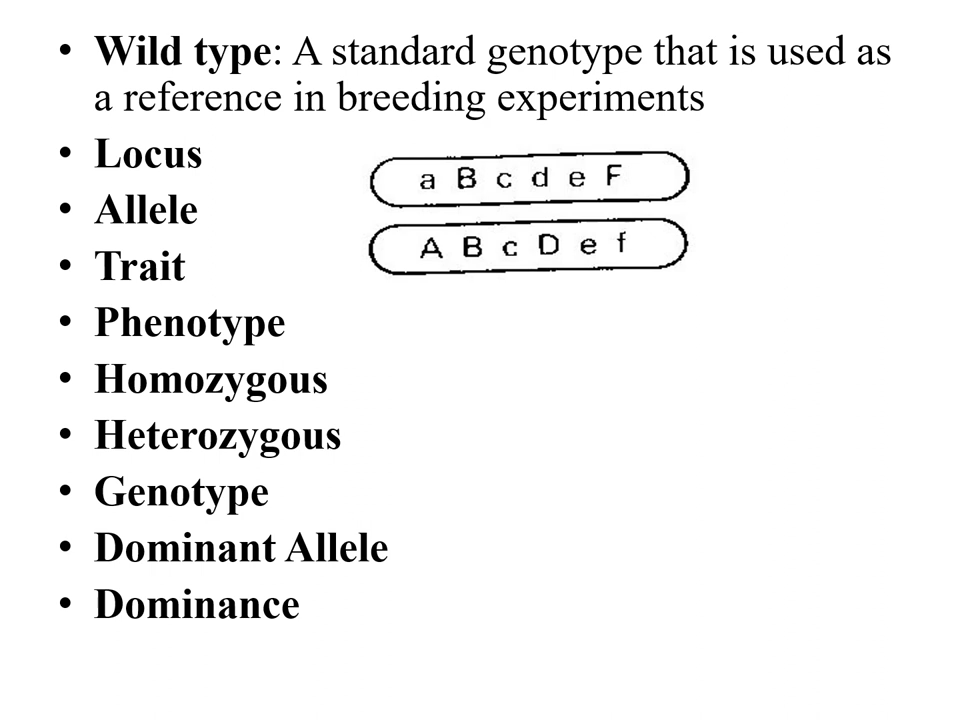 • Wild type: A standard genotype that is used as
a reference in breeding experiments
• Locus
a B c d e F
• Allele
A B c D e f
• Trait
• Phenotype
• Homozygous
• Heterozygous
• Genotype
• Dominant Allele
• Dominance